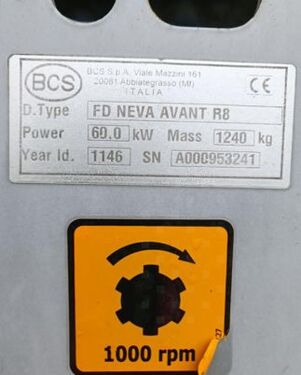 BCS
BCS S.p.A. Viale Mazzini 161
20081 Abbiategrasso (MI)
ITALIA
CE
D.Type FD NEVA AVANT R8
Power 60.0 kW Mass 1240 kg
Year Id. 1146 SN A000953241
1000 rpm
27